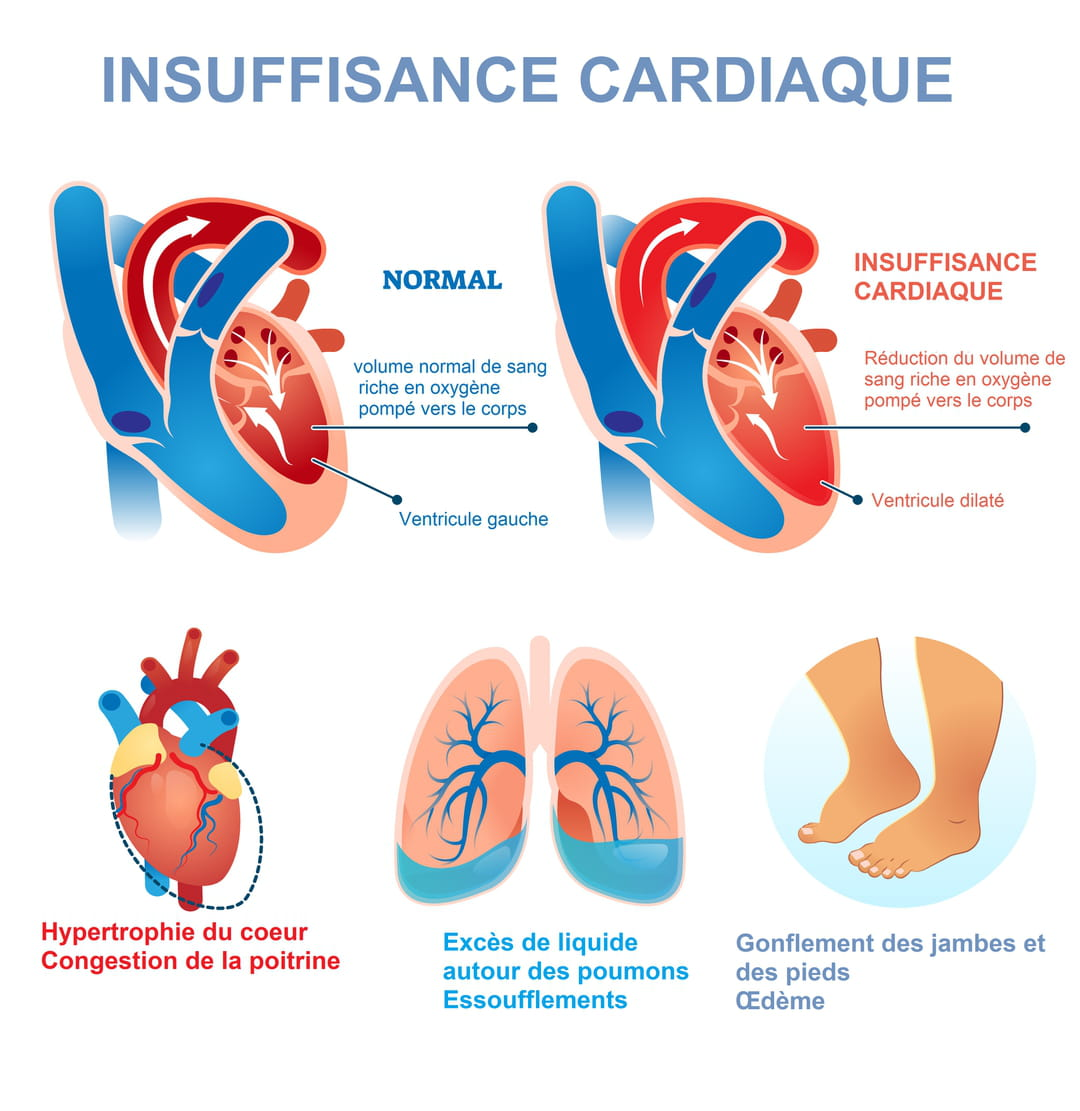 INSUFFISANCE CARDIAQUE
NORMAL
volume normal de sang
riche en oxygène
pompé vers le corps
Ventricule gauche
INSUFFISANCE
CARDIAQUE
Réduction du volume de
sang riche en oxygène
pompé vers le corps
Ventricule dilaté
Hypertrophie du coeur
Congestion de la poitrine
Excès de liquide
autour des poumons
Essoufflements
Gonflement des jambes et
des pieds
Œdème